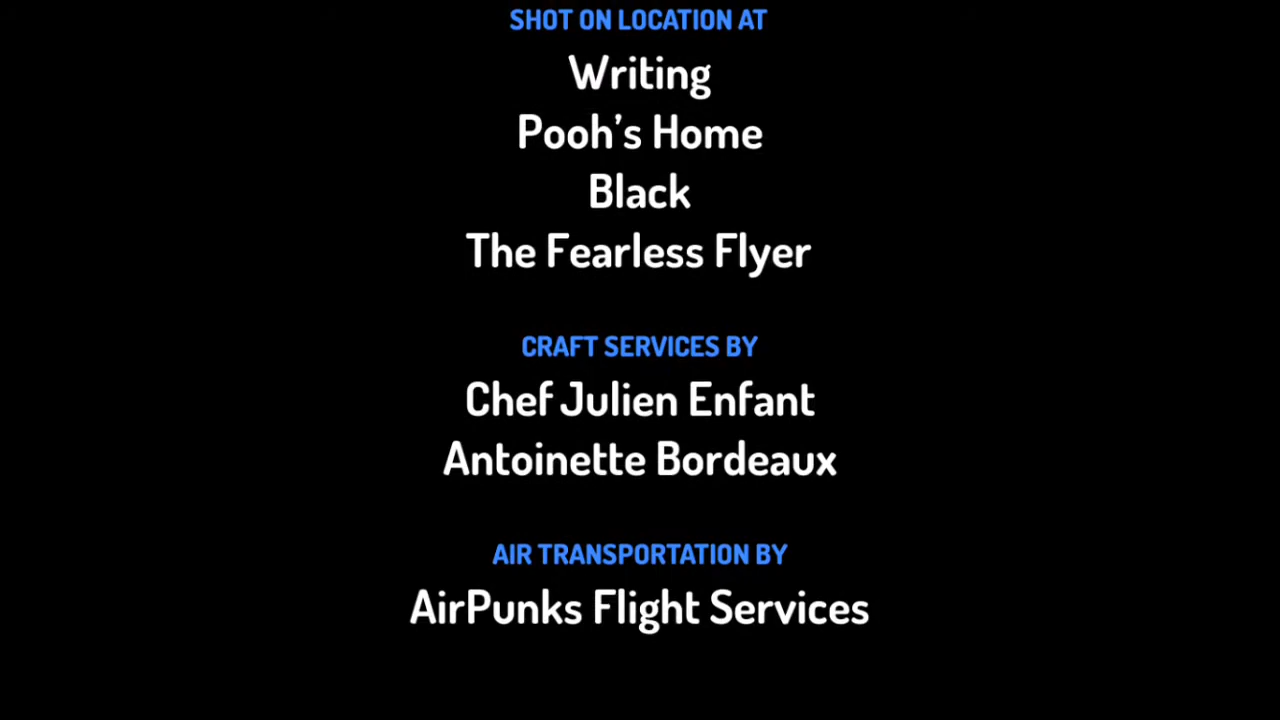 SHOT ON LOCATION AT
Writing
Pooh's Home
Black
The Fearless Flyer
CRAFT SERVICES BY
Chef Julien Enfant
Antoinette Bordeaux
AIR TRANSPORTATION BY
AirPunks Flight Services